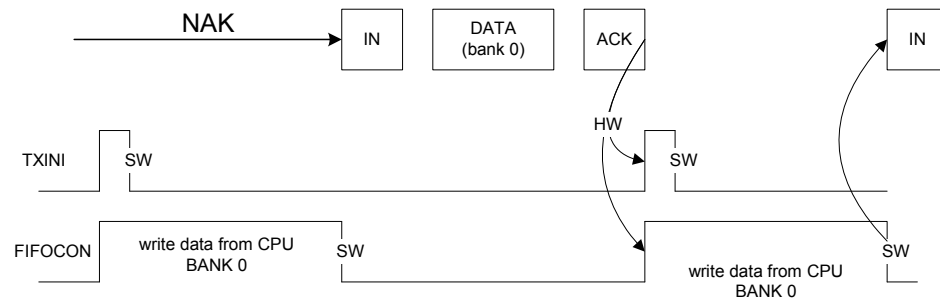 NAK
IN
DATA
(bank 0)
ACK
IN
HW
TXINI
SW
SW
FIFOCON
write data from CPU
BANK 0
SW
write data from CPU
BANK 0
SW